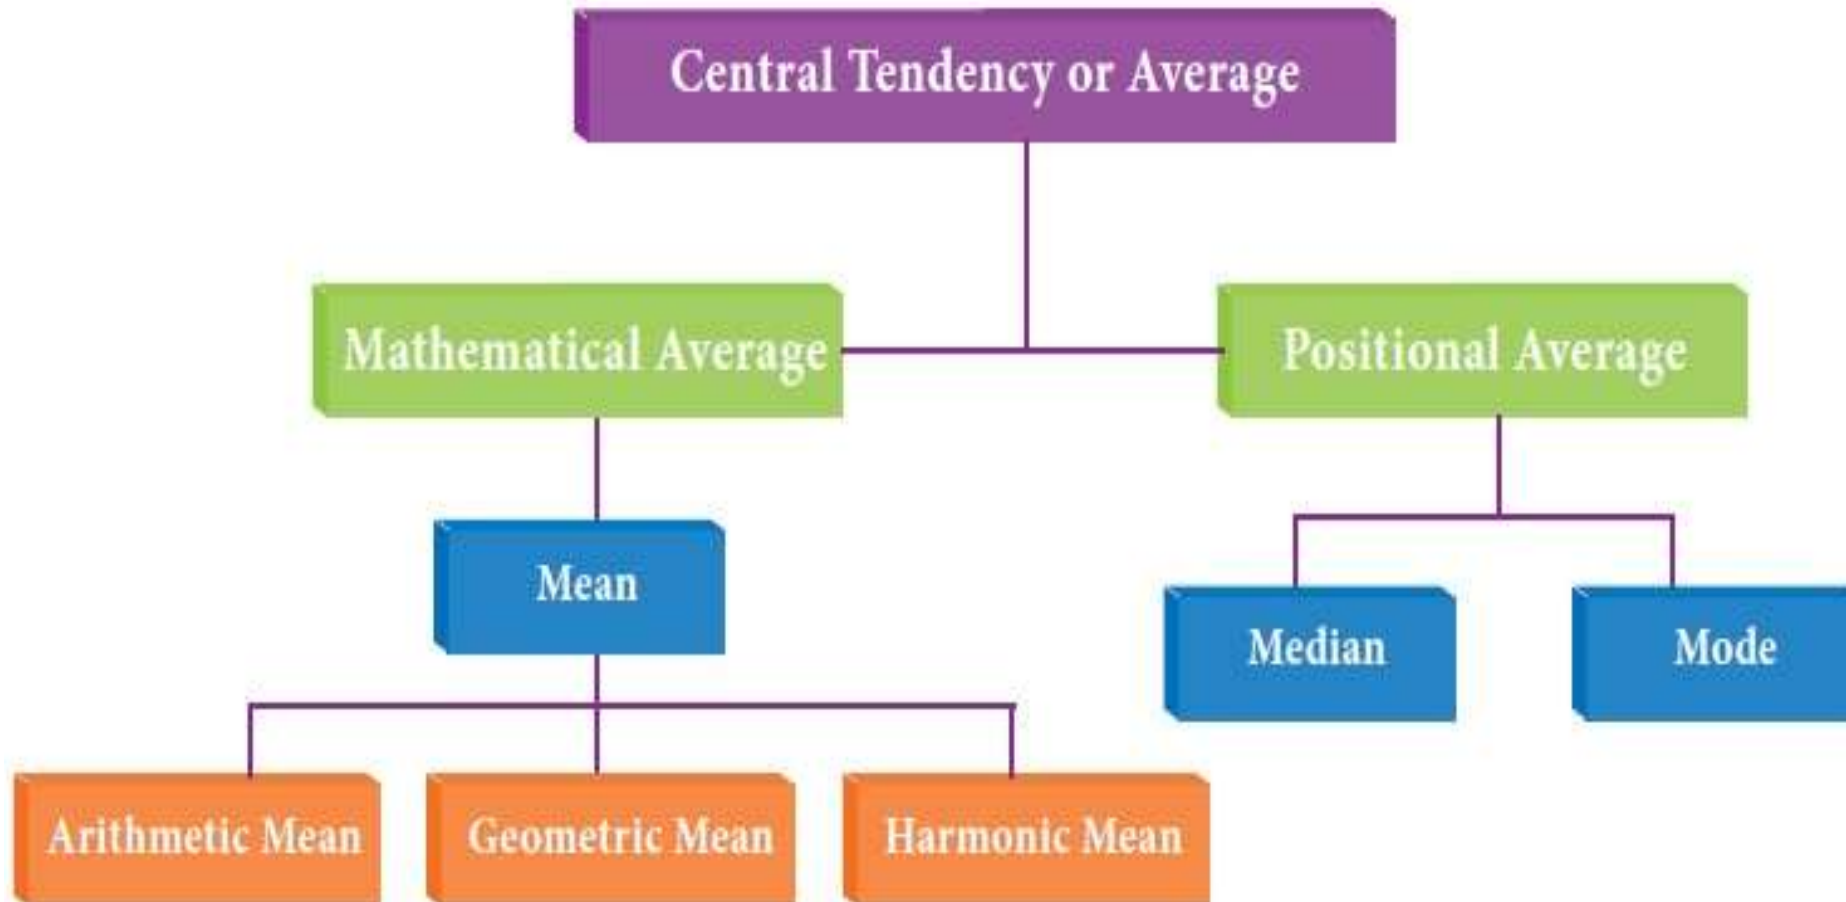 Central Tendency or Average
Mathematical Average
Positional Average
Mean
Median
Mode
Arithmetic Mean
Geometric Mean
Harmonic Mean